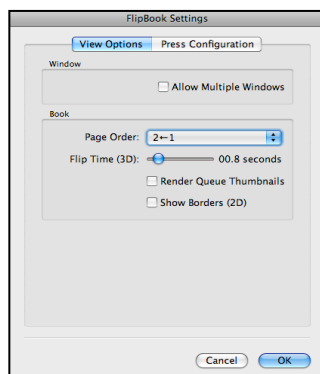 FlipBook Settings
View Options Press Configuration
Window
Allow Multiple Windows
Book
Page Order: 2←1
Flip Time (3D): 00.8 seconds
Render Queue Thumbnails
Show Borders (2D)
Cancel OK